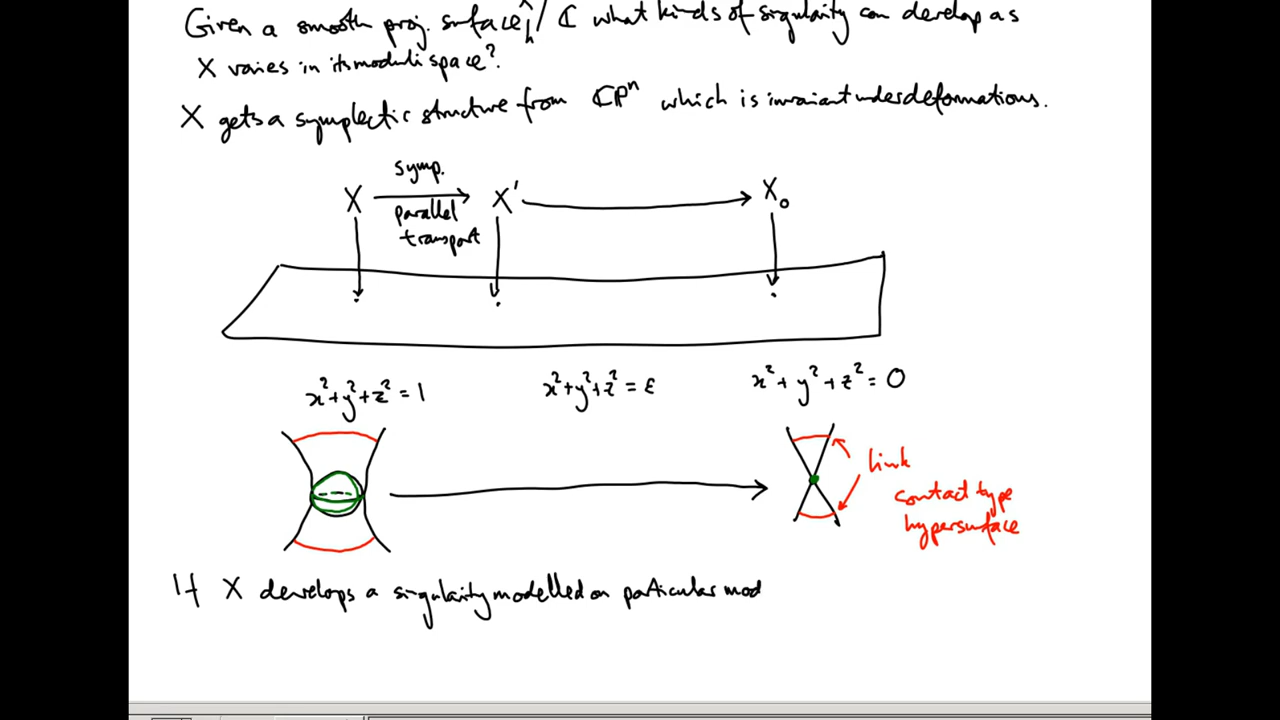 Given a smooth proj. surface / ℂ what kinds of singularity can develop as
X varies in its moduli space?
X gets a symplectic structure from ℂPⁿ which is invariant under deformations.
X symp. parallel transport X' X₀
x²+y²+z²=1 x²+y²+z²=ε x²+y²+z²=0
link
contact type
hypersurface
If X develops a singularity modelled on particular mod